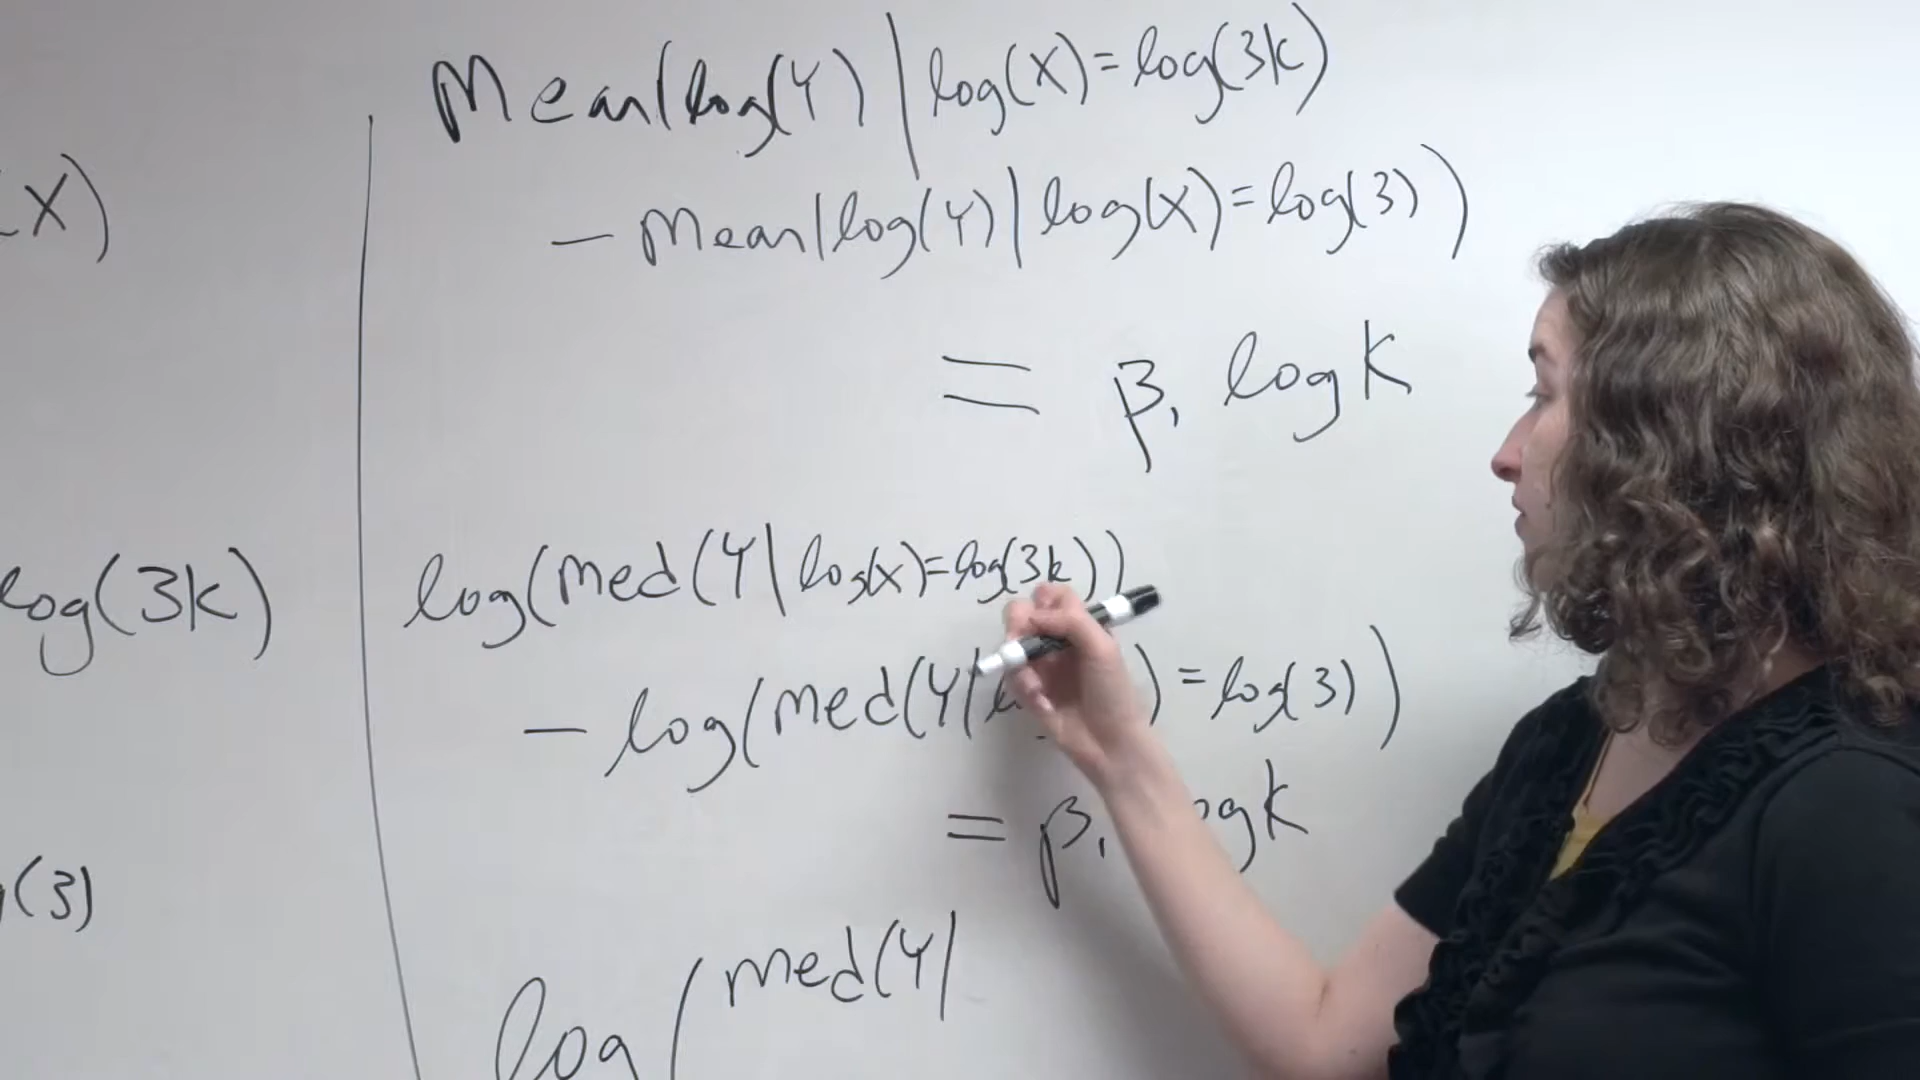 X)
log(3k)
(3)
Mean(log(Y) | log(X) = log(3k)
– Mean(log(Y) | log(X) = log(3))
= β₁ log k
log(Med(Y | log(x) = log(3k))
– log(Med(Y | ) = log(3))
= β₁ log k
log(med(Y|